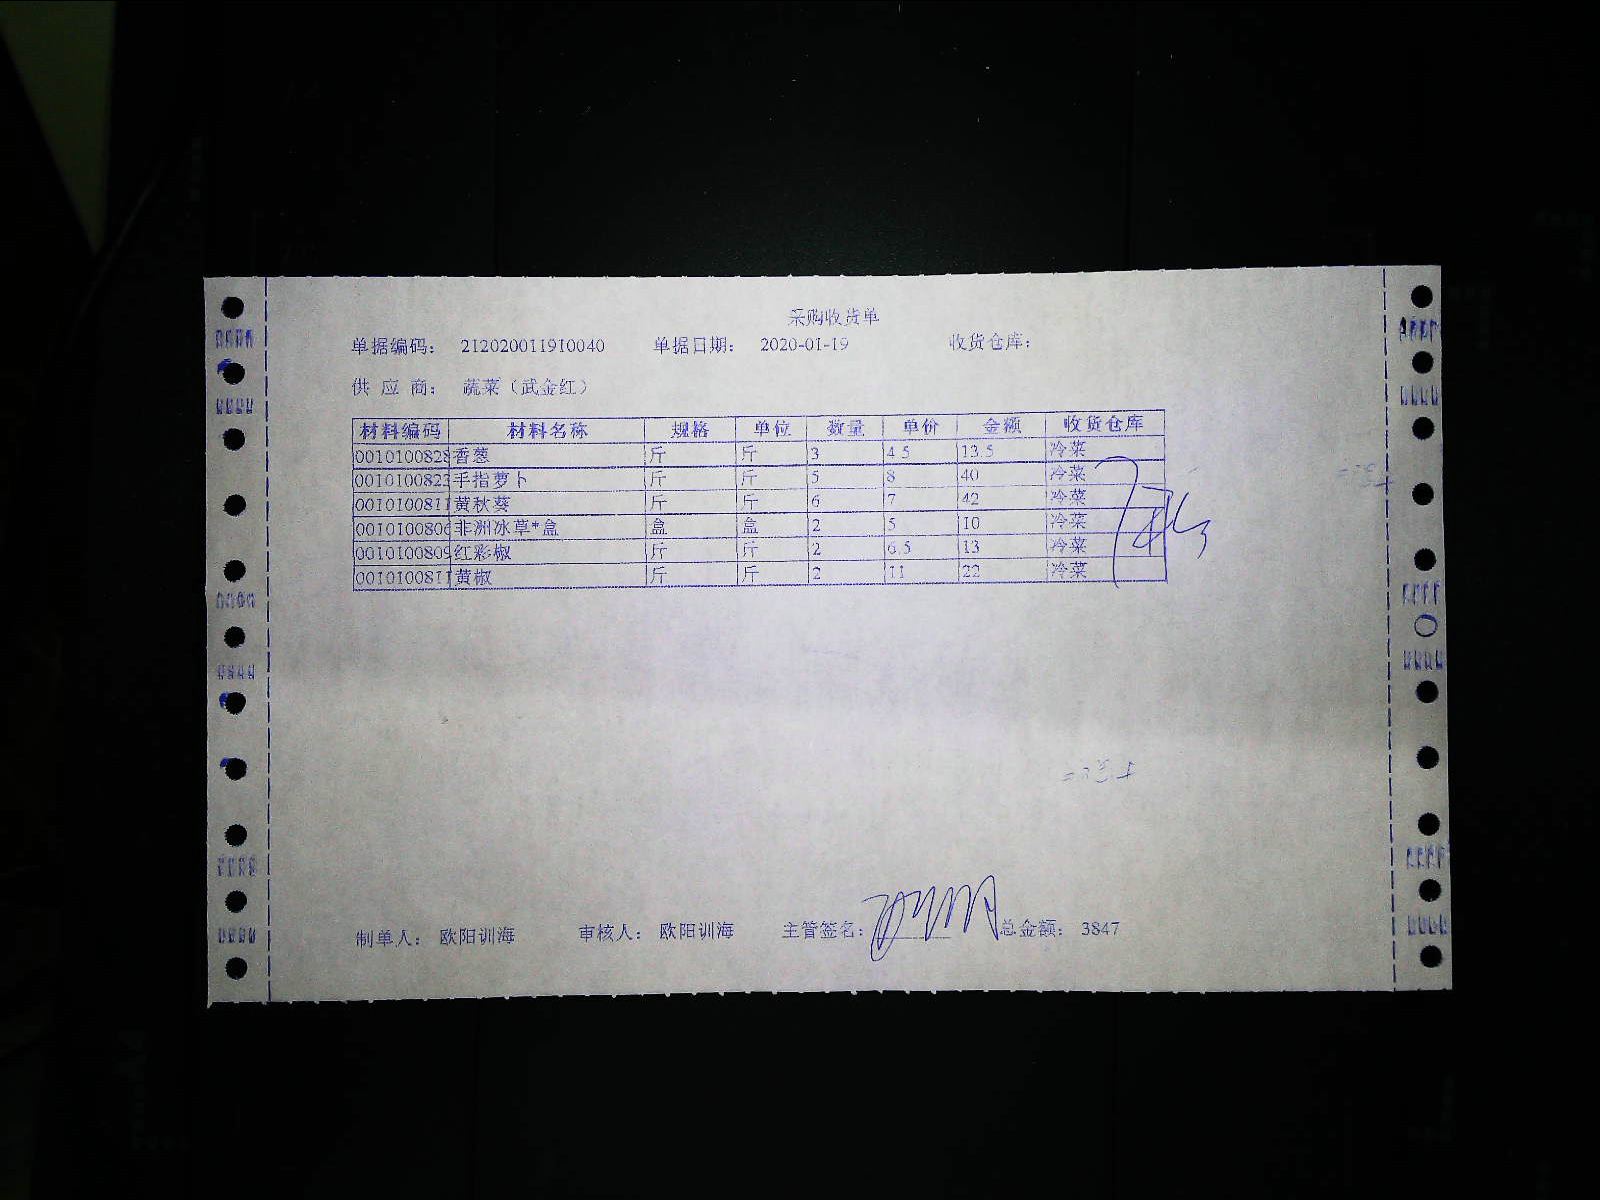 采购收货单
单据编码： 212020011910040 单据日期： 2020-01-19 收货仓库：
供 应 商： 蔬菜（武金红）
材料编码 材料名称 规格 单位 数量 单价 金额 收货仓库
0010100828 香葱 斤 斤 3 4.5 13.5 冷菜
0010100823 手指萝卜 斤 斤 5 8 40 冷菜
0010100811 黄秋葵 斤 斤 6 7 42 冷菜
0010100806 非洲冰草*盒 盒 盒 2 5 10 冷菜
0010100809 红彩椒 斤 斤 2 6.5 13 冷菜
0010100811 黄椒 斤 斤 2 11 22 冷菜
制单人： 欧阳训海 审核人： 欧阳训海 主管签名： 总金额： 3847